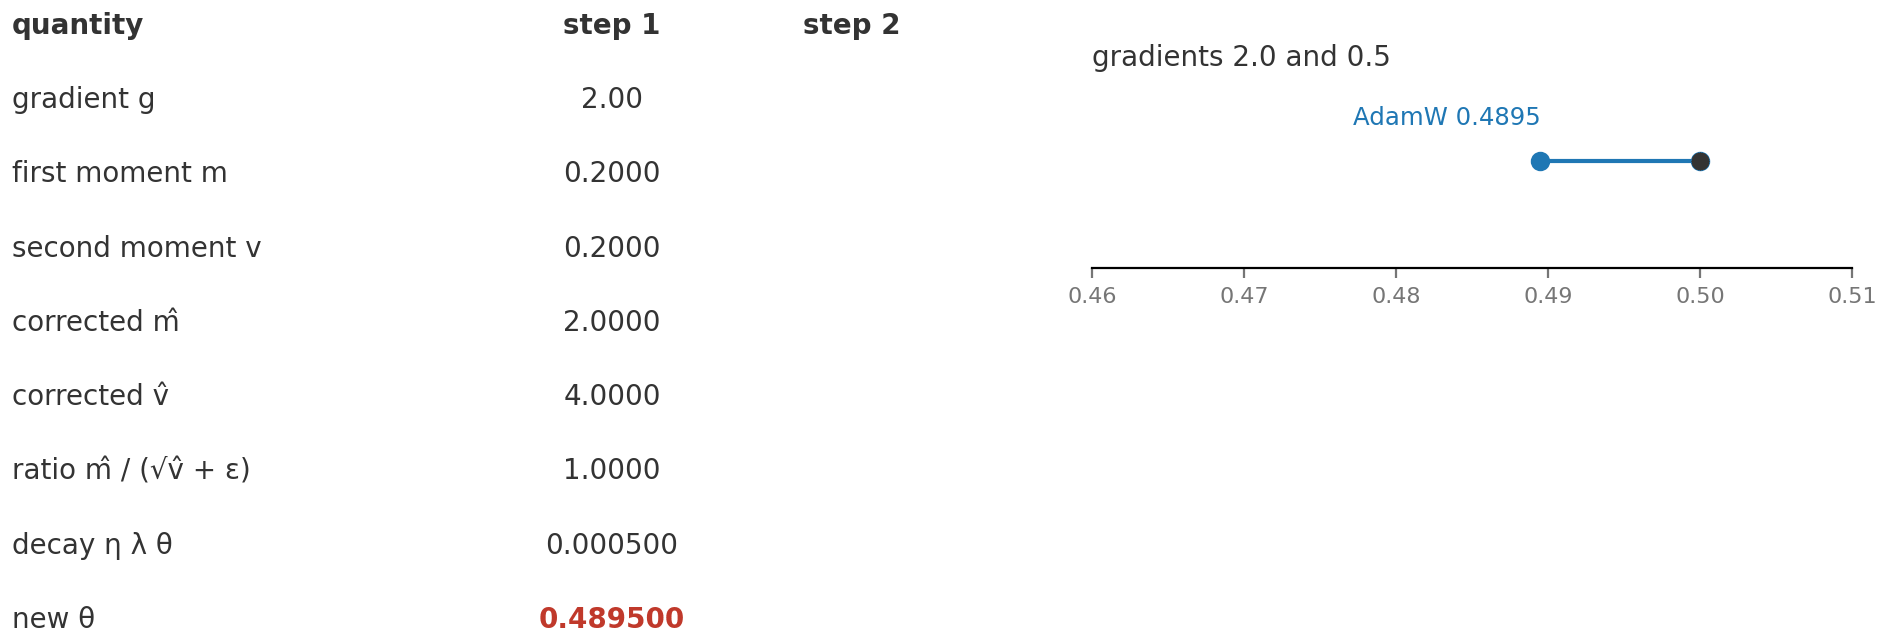 quantity step 1 step 2
gradient g 2.00
first moment m 0.2000
second moment v 0.2000
corrected m̂ 2.0000
corrected v̂ 4.0000
ratio m̂ / (√v̂ + ε) 1.0000
decay η λ θ 0.000500
new θ 0.489500
gradients 2.0 and 0.5
AdamW 0.4895
0.46 0.47 0.48 0.49 0.50 0.51